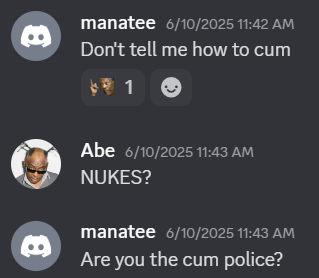 manatee 6/10/2025 11:42 AM
Don't tell me how to cum
1
Abe 6/10/2025 11:43 AM
NUKES?
manatee 6/10/2025 11:43 AM
Are you the cum police?